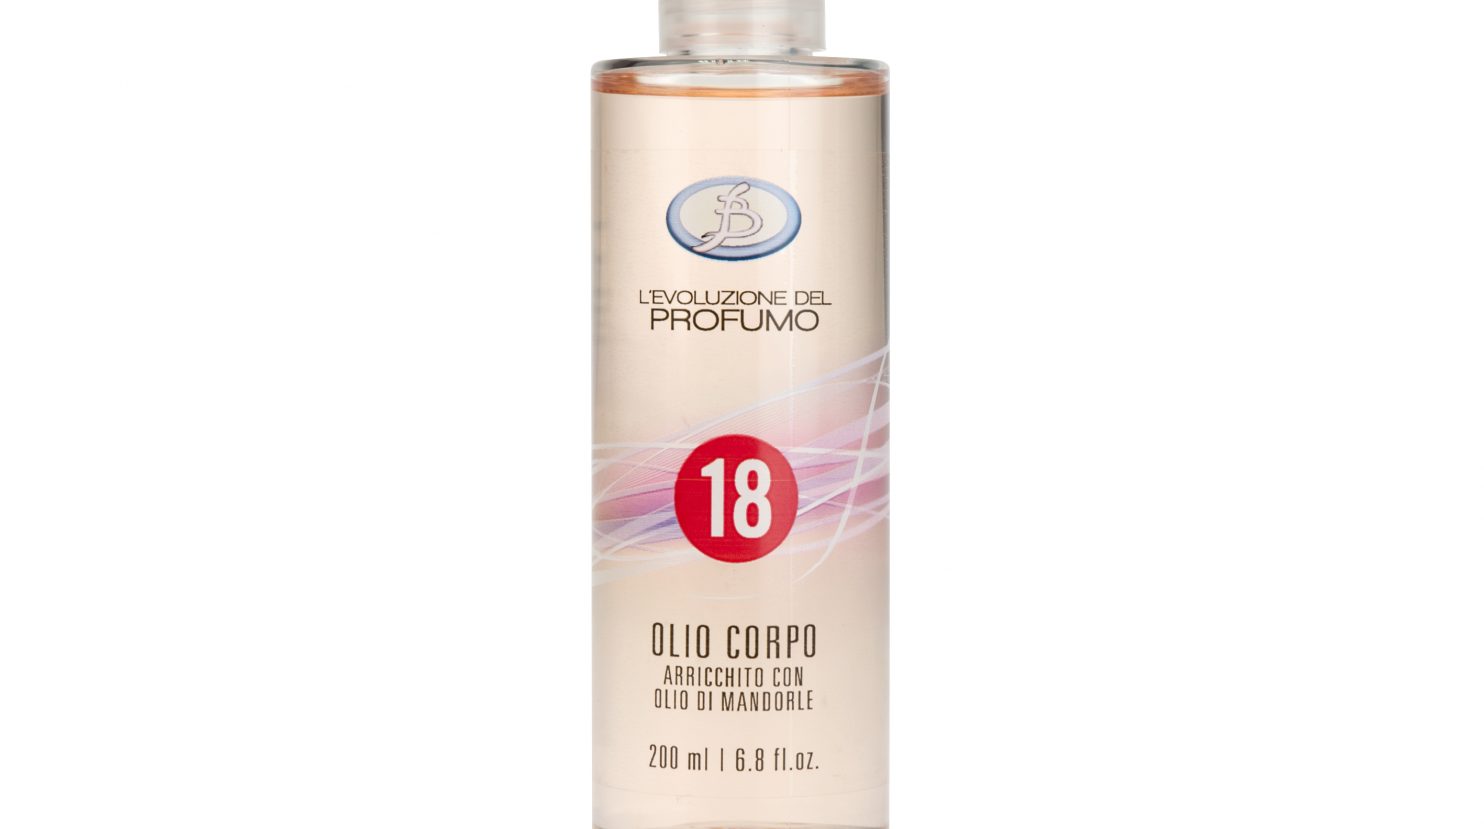 B
L'EVOLUZIONE DEL
PROFUMO
18
OLIO CORPO
ARRICCHITO CON
OLIO DI MANDORLE
200 ml | 6.8 fl.oz.